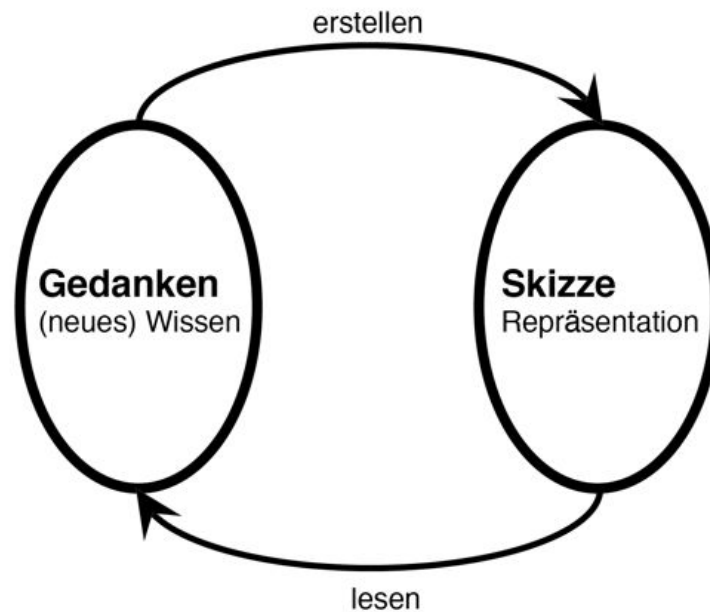 erstellen
Gedanken
(neues) Wissen
Skizze
Repräsentation
lesen